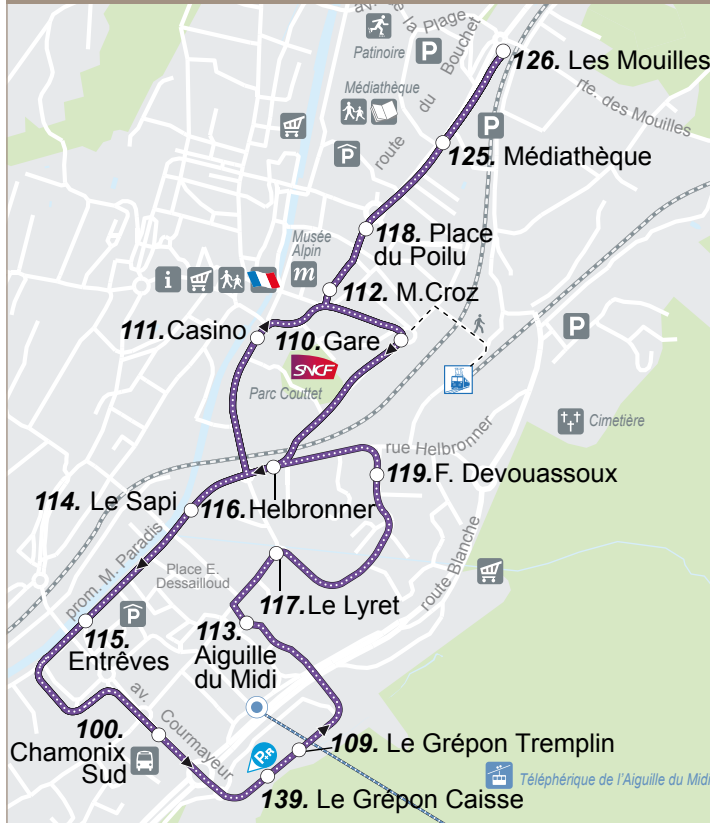 la Plage
Patinoire
P
Bouchet
126. Les Mouilles
Médiathèque
du
rte. des Mouilles
P
P
route
125. Médiathèque
118. Place
du Poilu
Musée
Alpin
m
i
112. M.Croz
111.Casino
110.Gare
P
SNCF
Parc Couttet
Cimetière
rue Helbronner
119.F. Devouassoux
114. Le Sapi
116.Helbronner
prom. M. Paradis
Place E.
Dessailloud
route Blanche
117.Le Lyret
P
113.
Aiguille
du Midi
115.
Entrêves
av.
Courmayeur
100.
Chamonix
Sud
P+R
109. Le Grépon Tremplin
Téléphérique de l'Aiguille du Midi
139. Le Grépon Caisse